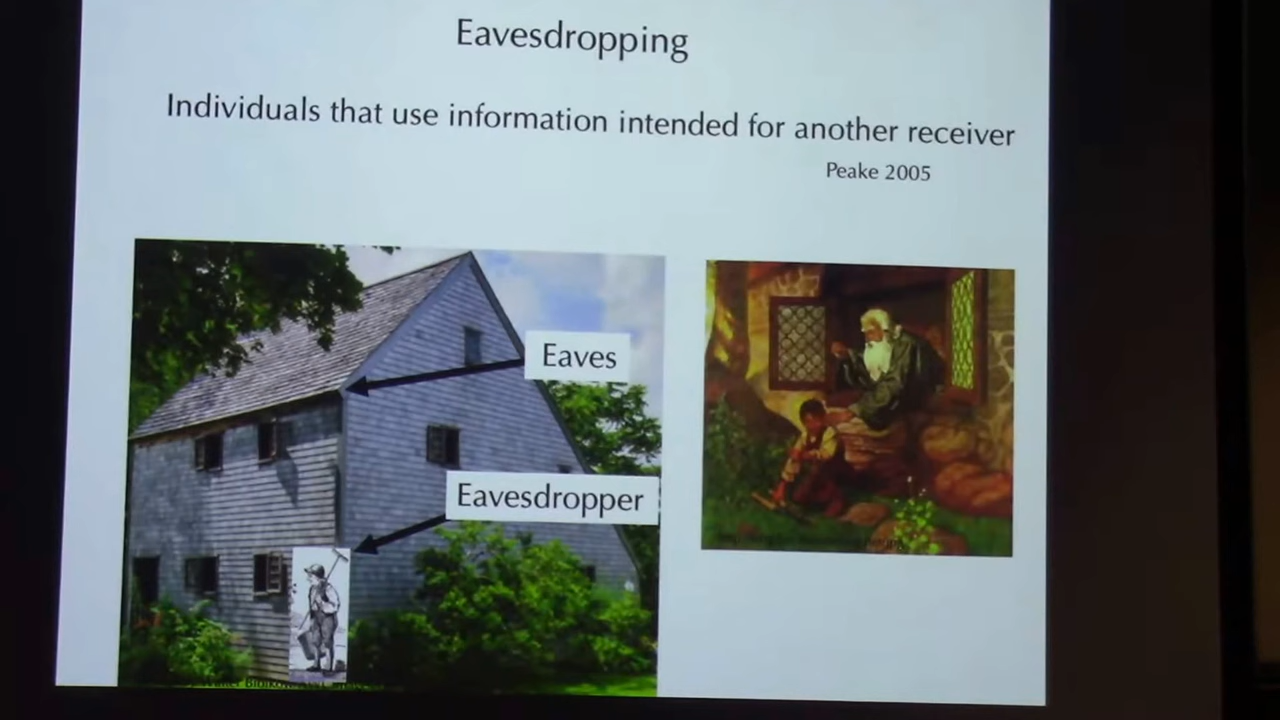 Eavesdropping
Individuals that use information intended for another receiver
Peake 2005
Eaves
Eavesdropper